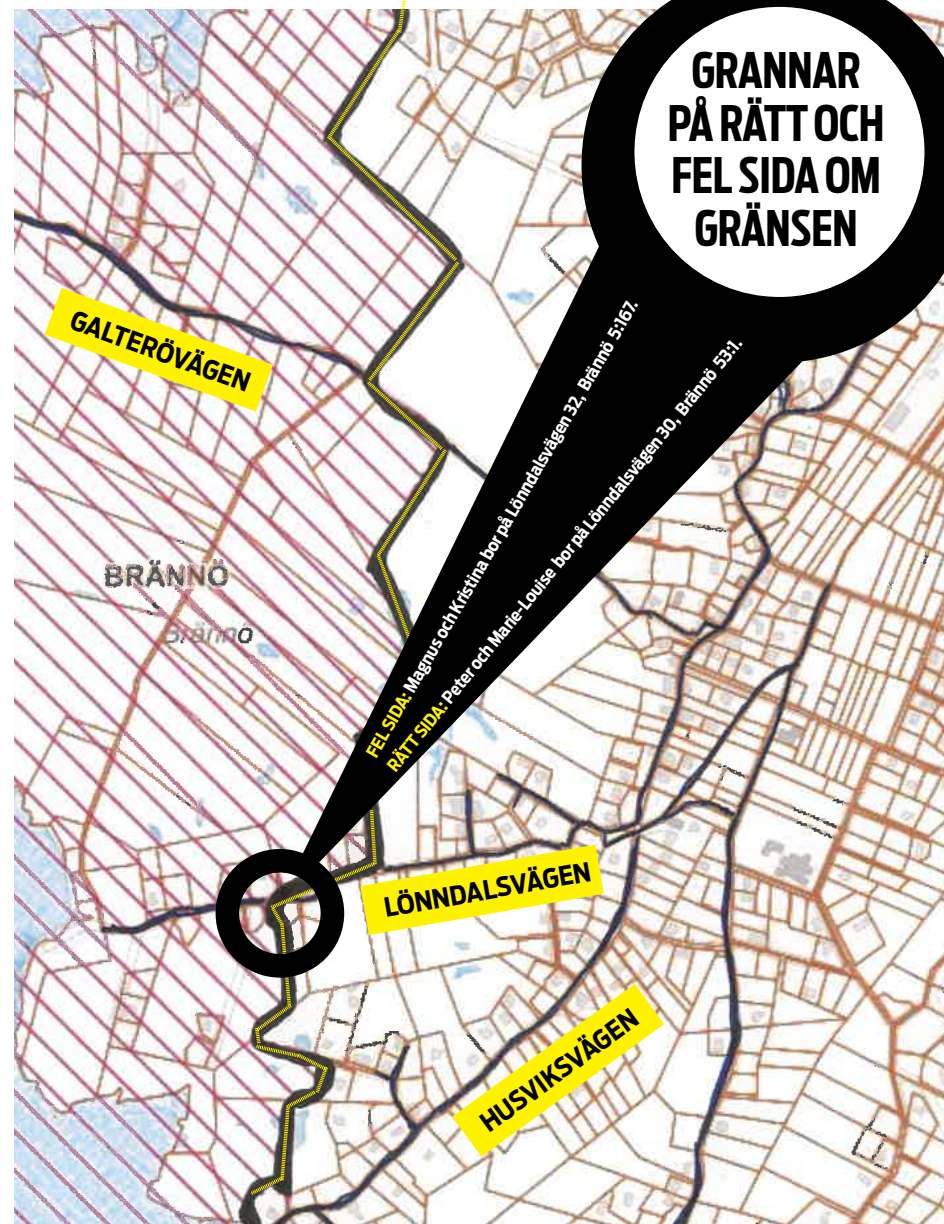 GRANNAR
PÅ RÄTT OCH
FEL SIDA OM
GRÄNSEN
FEL SIDA: Magnus och Kristina bor på Lönndalsvägen 32, Brännö 5:167.
RÄTT SIDA: Peter och Marie-Louise bor på Lönndalsvägen 30, Brännö 53:1.
GALTERÖVÄGEN
BRÄNNÖ
Brännö
LÖNNDALSVÄGEN
HUSVIKSVÄGEN